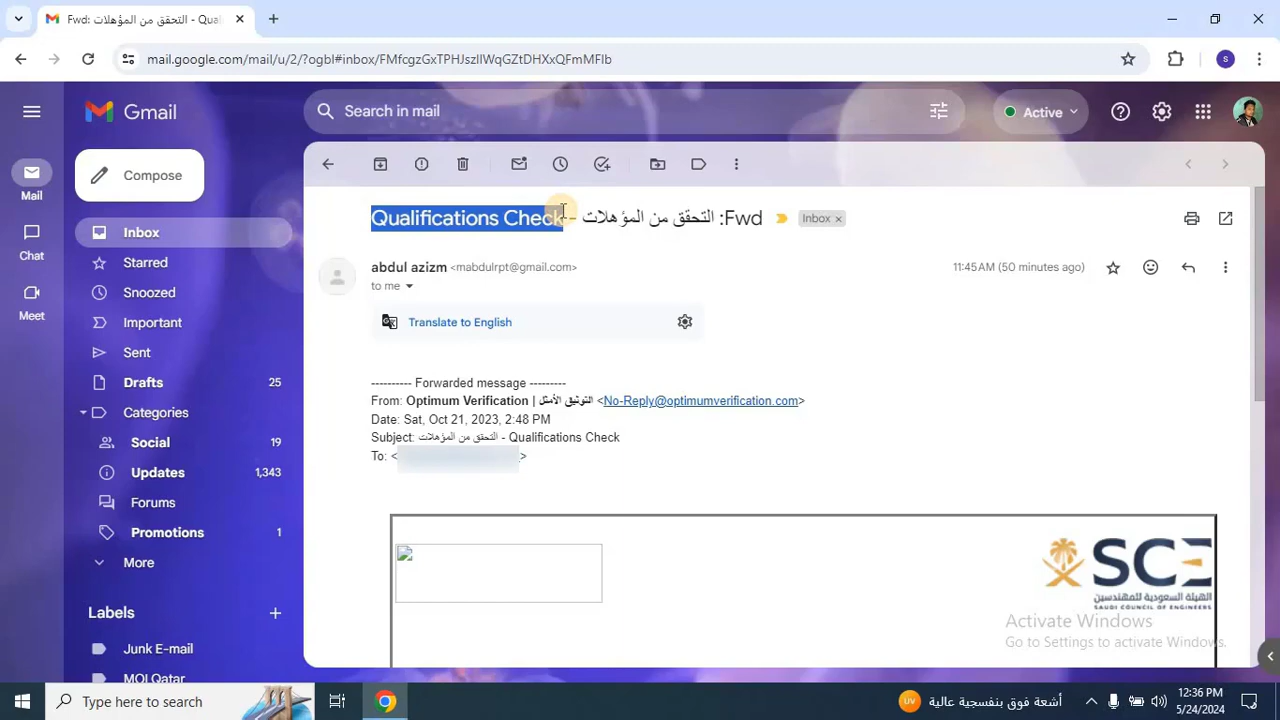 Fwd: التحقق من المؤهلات - Qual
mail.google.com/mail/u/2/?ogbl#inbox/FMfcgzGxTPHJszllWqGZtDHXxQFmMFlb
S
Gmail
Search in mail
Active
Mail
Chat
Meet
Compose
Inbox
Starred
Snoozed
Important
Sent
Drafts 25
Categories
Social 19
Updates 1,343
Forums
Promotions 1
More
Labels
Junk E-mail
MOI Qatar
Fwd: التحقق من المؤهلات - Qualifications Check
Inbox ×
abdul azizm <mabdulrpt@gmail.com>
11:45 AM (50 minutes ago)
to me
Translate to English
---------- Forwarded message ---------
From: Optimum Verification | التوثيق الأمثل <No-Reply@optimumverification.com>
Date: Sat, Oct 21, 2023, 2:48 PM
Subject: التحقق من المؤهلات - Qualifications Check
To: < >
SCE
الهيئة السعودية للمهندسين
SAUDI COUNCIL OF ENGINEERS
Activate Windows
Go to Settings to activate Windows.
Type here to search
UV
أشعة فوق بنفسجية عالية
12:36 PM
5/24/2024